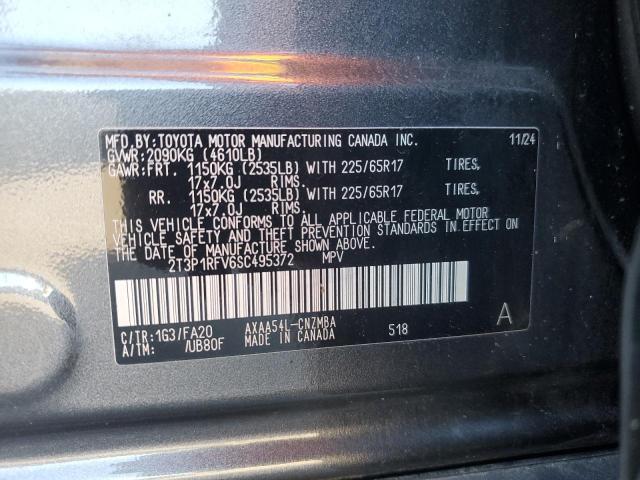 MFD.BY:TOYOTA MOTOR MANUFACTURING CANADA INC. 11/24
GVWR:2090KG (4610LB)
GAWR:FRT. 1150KG (2535LB) WITH 225/65R17 TIRES,
17x7.0J RIMS.
RR. 1150KG (2535LB) WITH 225/65R17 TIRES,
17x7.0J RIMS.
THIS VEHICLE CONFORMS TO ALL APPLICABLE FEDERAL MOTOR
VEHICLE SAFETY AND THEFT PREVENTION STANDARDS IN EFFECT ON
THE DATE OF MANUFACTURE SHOWN ABOVE.
2T3P1RFV6SC495372 MPV
C/TR:1G3/FA20 AXAA54L-CNZMBA 518 A
A/TM: /UB80F MADE IN CANADA